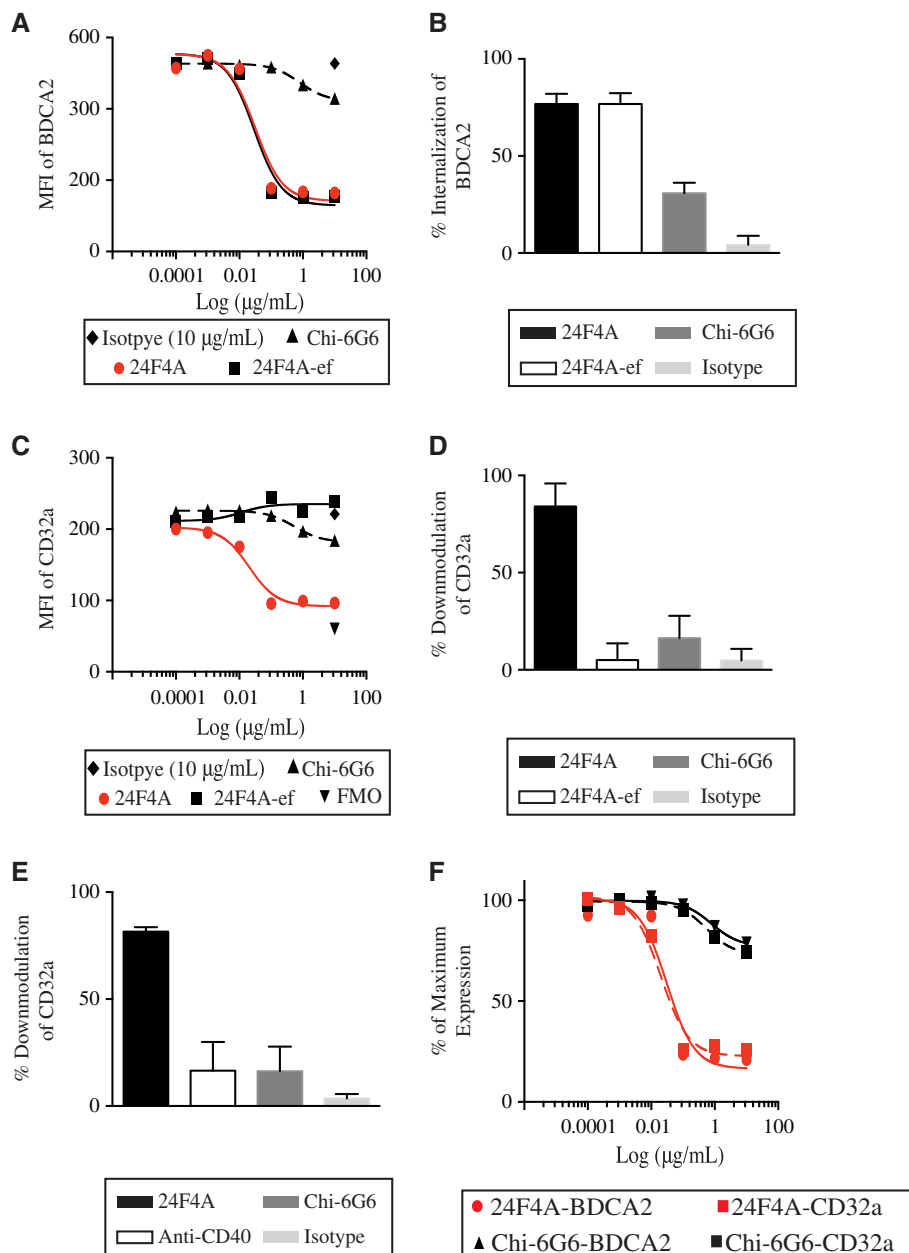 A
MFI of BDCA2
600
300
200
0
0.0001 0.01 1 100
Log (µg/mL)
Isotpye (10 µg/mL) Chi-6G6
24F4A 24F4A-ef
B
% Internalization of
BDCA2
100
50
0
24F4A Chi-6G6
24F4A-ef Isotype
C
MFI of CD32a
300
200
100
0
0.0001 0.01 1 100
Log (µg/mL)
Isotpye (10 µg/mL) Chi-6G6
24F4A 24F4A-ef FMO
D
% Downmodulation
of CD32a
100
50
0
24F4A Chi-6G6
24F4A-ef Isotype
E
% Downmodulation
of CD32a
100
50
0
24F4A Chi-6G6
Anti-CD40 Isotype
F
% of Maximum
Expression
100
50
0
0.0001 0.01 1 100
Log (µg/mL)
24F4A-BDCA2 24F4A-CD32a
Chi-6G6-BDCA2 Chi-6G6-CD32a